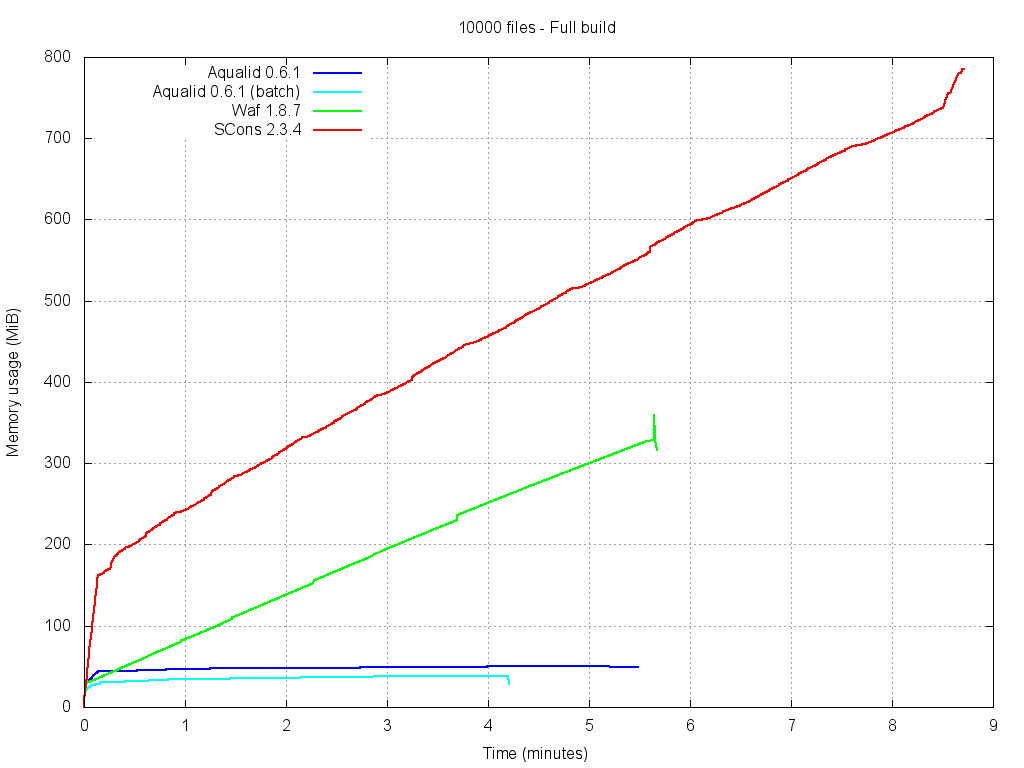 10000 files - Full build
800
700
600
500
400
300
200
100
0
Memory usage (MiB)
Aqualid 0.6.1
Aqualid 0.6.1 (batch)
Waf 1.8.7
SCons 2.3.4
0 1 2 3 4 5 6 7 8 9
Time (minutes)